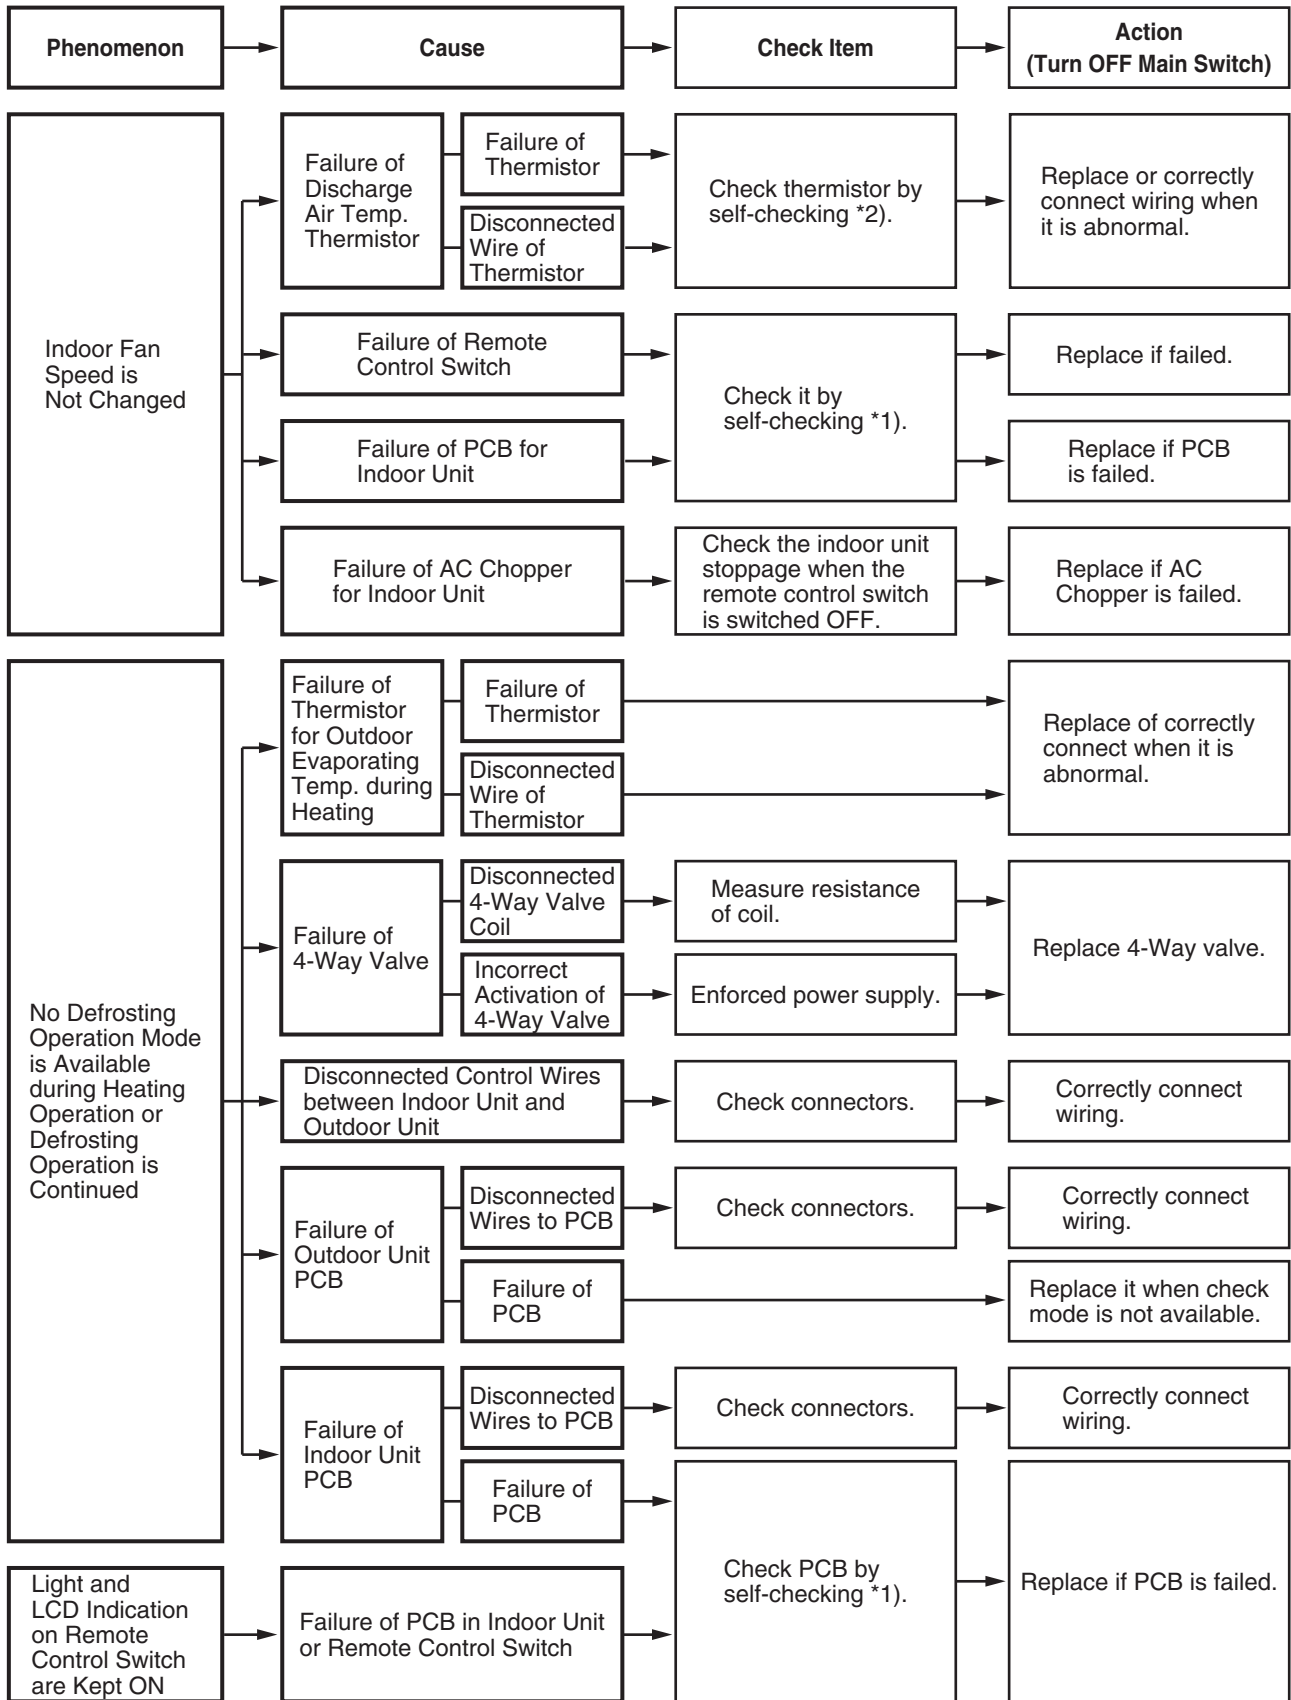 Phenomenon
Cause
Check Item
Action
(Turn OFF Main Switch)
Indoor Fan
Speed is
Not Changed
Failure of
Discharge
Air Temp.
Thermistor
Failure of
Thermistor
Disconnected
Wire of
Thermistor
Check thermistor by
self-checking *2).
Replace or correctly
connect wiring when
it is abnormal.
Failure of Remote
Control Switch
Check it by
self-checking *1).
Replace if failed.
Failure of PCB for
Indoor Unit
Replace if PCB
is failed.
Failure of AC Chopper
for Indoor Unit
Check the indoor unit
stoppage when the
remote control switch
is switched OFF.
Replace if AC
Chopper is failed.
No Defrosting
Operation Mode
is Available
during Heating
Operation or
Defrosting
Operation is
Continued
Failure of
Thermistor
for Outdoor
Evaporating
Temp. during
Heating
Failure of
Thermistor
Disconnected
Wire of
Thermistor
Replace of correctly
connect when it is
abnormal.
Failure of
4-Way Valve
Disconnected
4-Way Valve
Coil
Measure resistance
of coil.
Incorrect
Activation of
4-Way Valve
Enforced power supply.
Replace 4-Way valve.
Disconnected Control Wires
between Indoor Unit and
Outdoor Unit
Check connectors.
Correctly connect
wiring.
Failure of
Outdoor Unit
PCB
Disconnected
Wires to PCB
Check connectors.
Correctly connect
wiring.
Failure of
PCB
Replace it when check
mode is not available.
Failure of
Indoor Unit
PCB
Disconnected
Wires to PCB
Check connectors.
Correctly connect
wiring.
Failure of
PCB
Check PCB by
self-checking *1).
Replace if PCB is failed.
Light and
LCD Indication
on Remote
Control Switch
are Kept ON
Failure of PCB in Indoor Unit
or Remote Control Switch